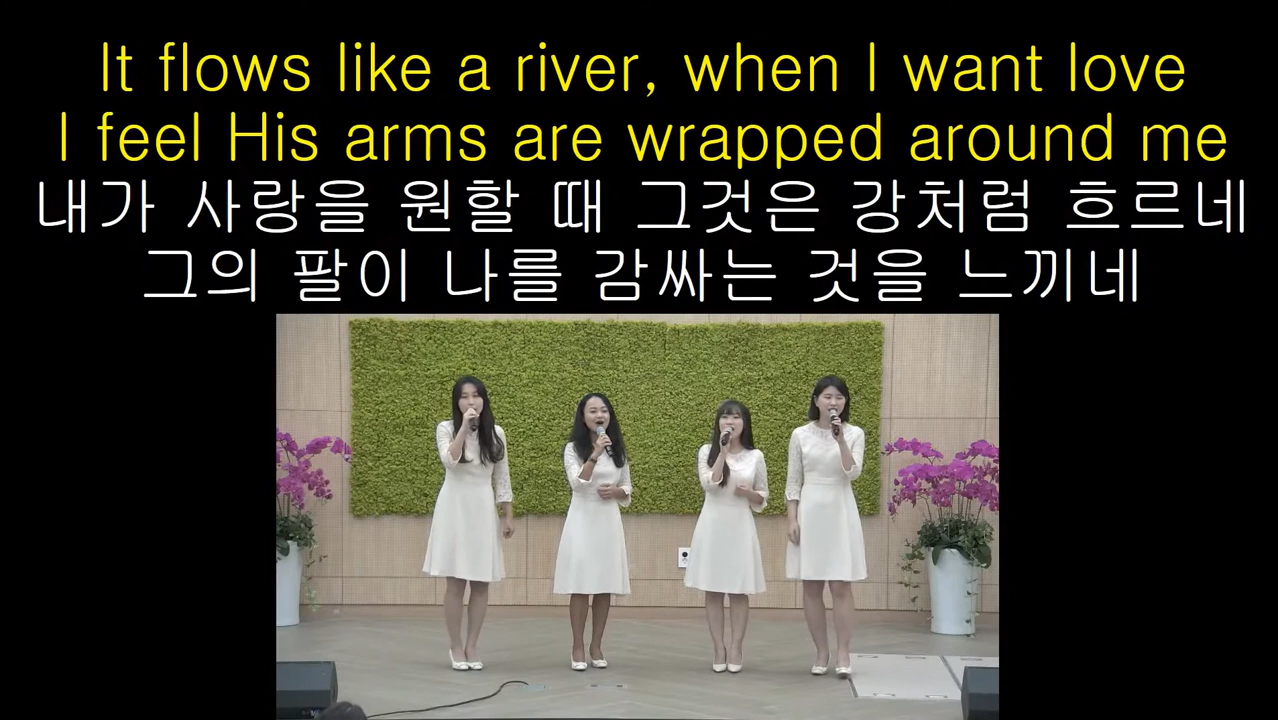 It flows like a river, when I want love
I feel His arms are wrapped around me
내가 사랑을 원할 때 그것은 강처럼 흐르네
그의 팔이 나를 감싸는 것을 느끼네